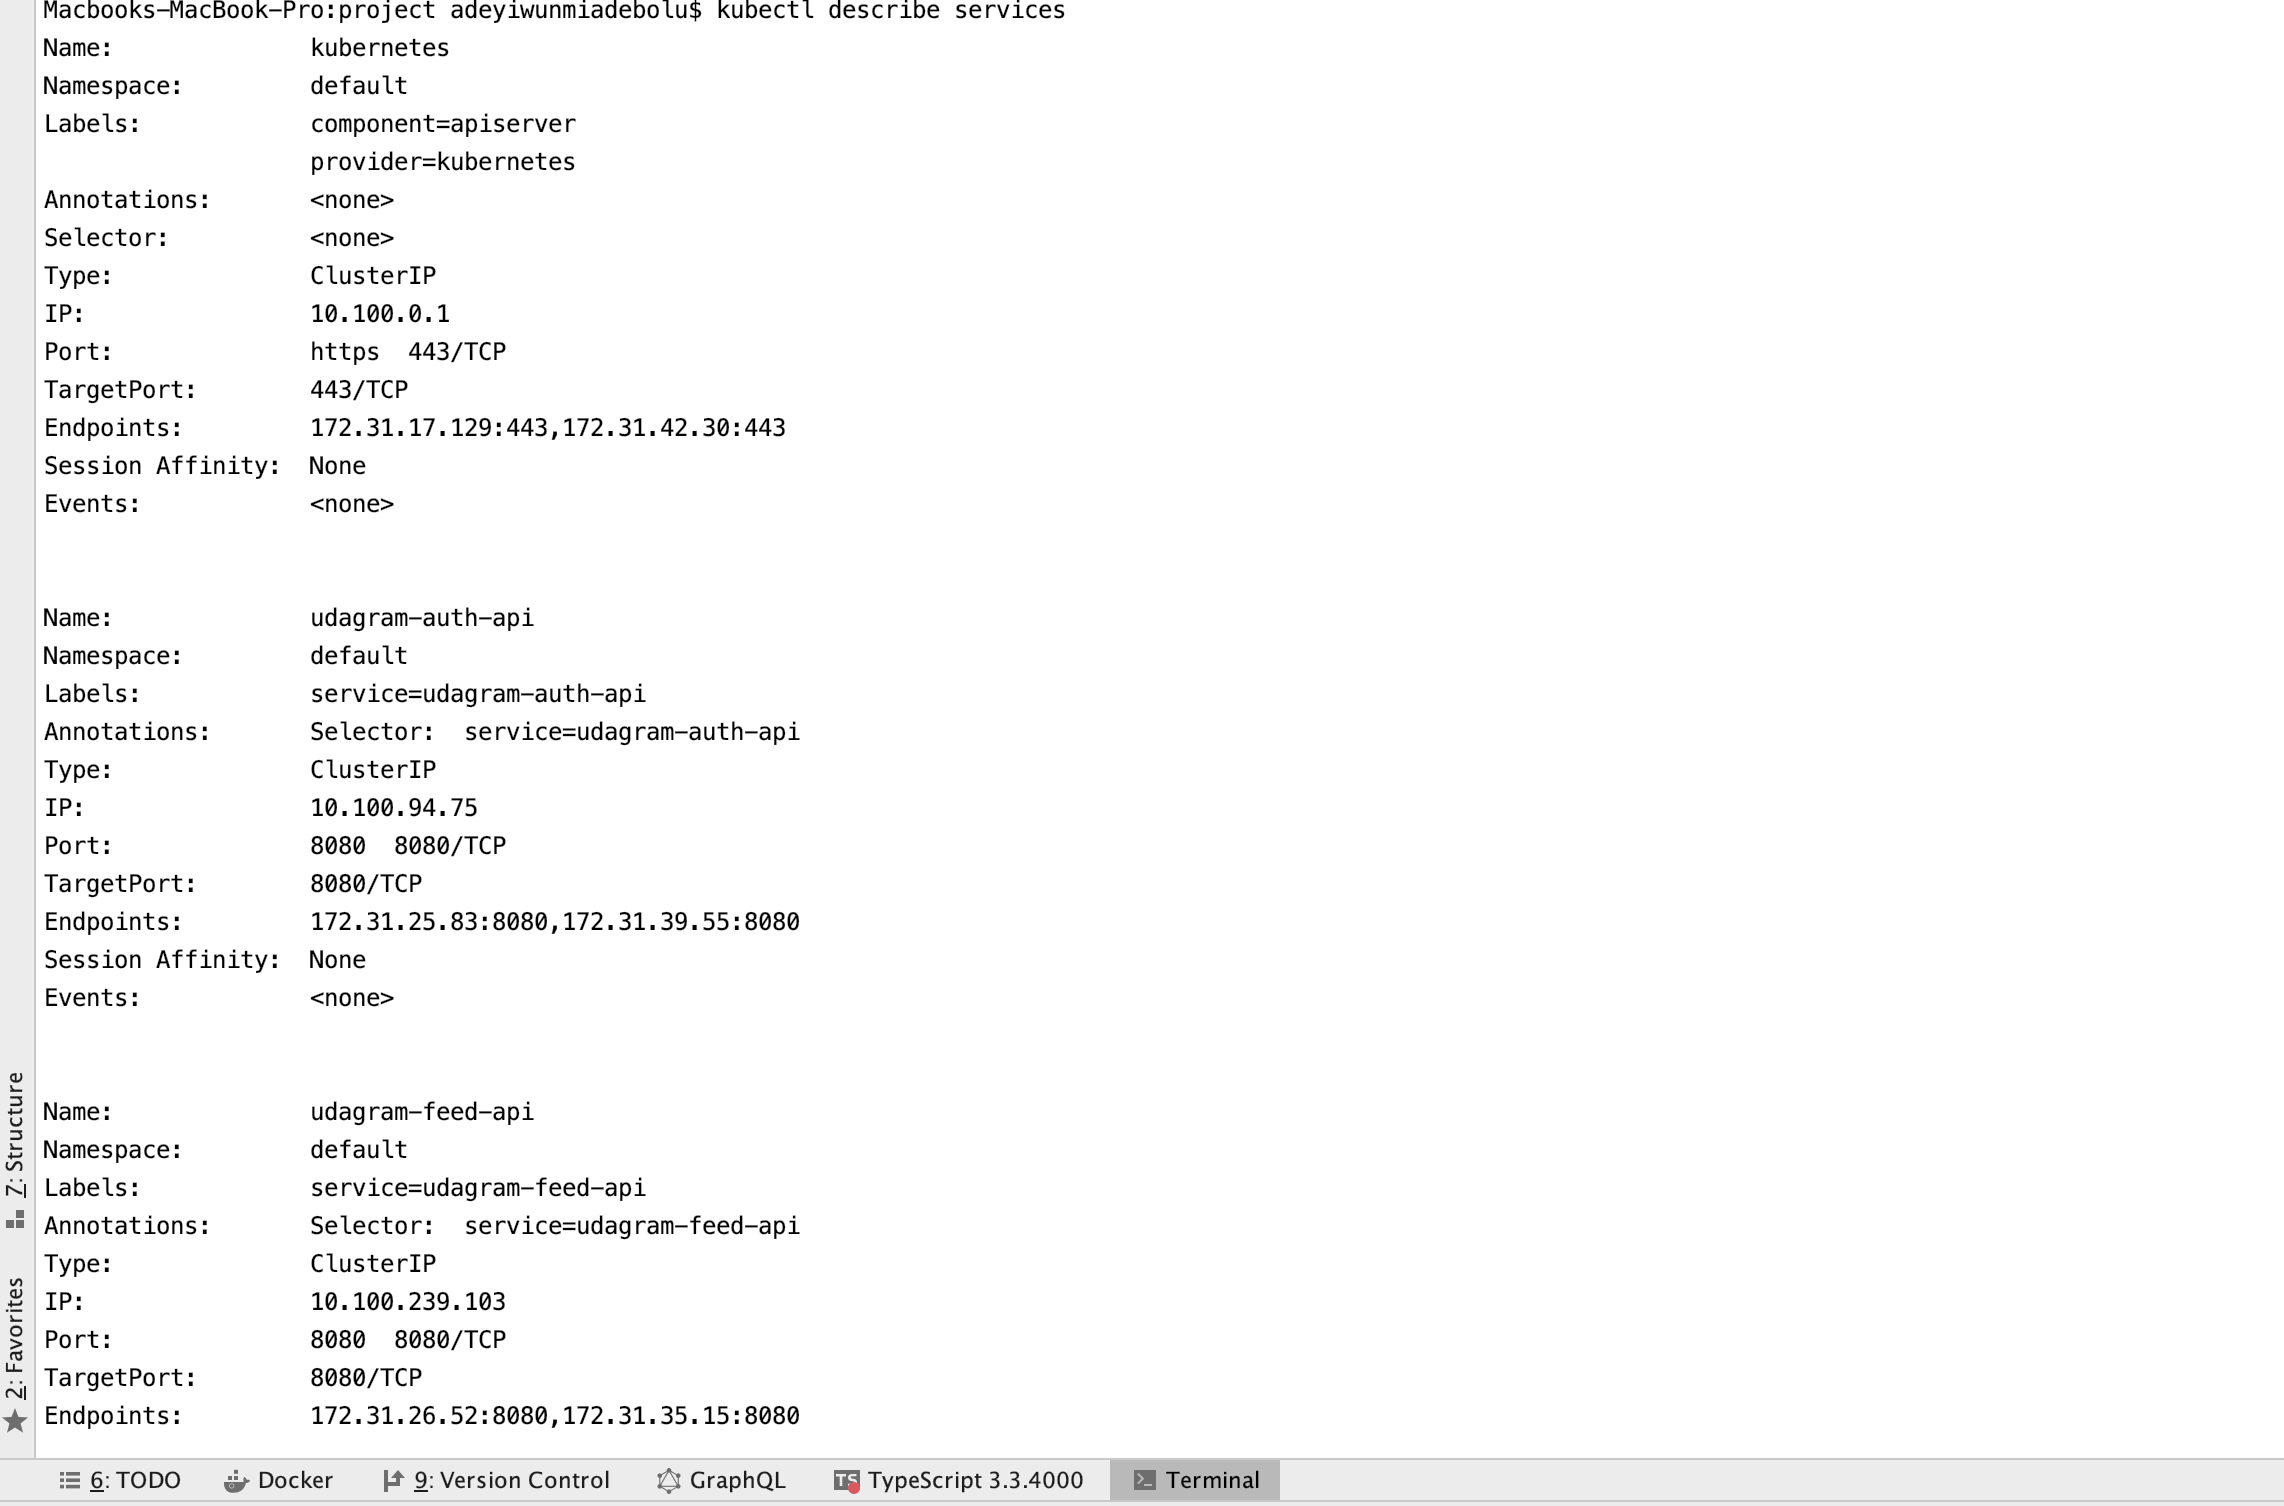 Macbooks-MacBook-Pro:project adeyiwunmiadebolu$ kubectl describe services
Name:              kubernetes
Namespace:         default
Labels:            component=apiserver
                   provider=kubernetes
Annotations:       <none>
Selector:          <none>
Type:              ClusterIP
IP:                10.100.0.1
Port:              https  443/TCP
TargetPort:        443/TCP
Endpoints:         172.31.17.129:443,172.31.42.30:443
Session Affinity:  None
Events:            <none>
Name:              udagram-auth-api
Namespace:         default
Labels:            service=udagram-auth-api
Annotations:       Selector:  service=udagram-auth-api
Type:              ClusterIP
IP:                10.100.94.75
Port:              8080  8080/TCP
TargetPort:        8080/TCP
Endpoints:         172.31.25.83:8080,172.31.39.55:8080
Session Affinity:  None
Events:            <none>
Name:              udagram-feed-api
Namespace:         default
Labels:            service=udagram-feed-api
Annotations:       Selector:  service=udagram-feed-api
Type:              ClusterIP
IP:                10.100.239.103
Port:              8080  8080/TCP
TargetPort:        8080/TCP
Endpoints:         172.31.26.52:8080,172.31.35.15:8080
7: Structure
2: Favorites
6: TODO Docker 9: Version Control GraphQL TS TypeScript 3.3.4000 Terminal